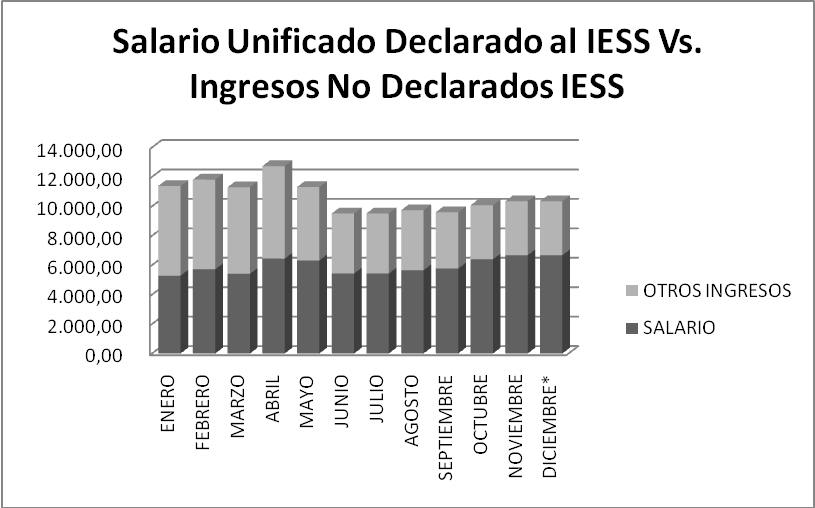 Salario Unificado Declarado al IESS Vs.
Ingresos No Declarados IESS
14.000,00
12.000,00
10.000,00
8.000,00
6.000,00
4.000,00
2.000,00
0,00
ENERO
FEBRERO
MARZO
ABRIL
MAYO
JUNIO
JULIO
AGOSTO
SEPTIEMBRE
OCTUBRE
NOVIEMBRE
DICIEMBRE*
OTROS INGRESOS
SALARIO